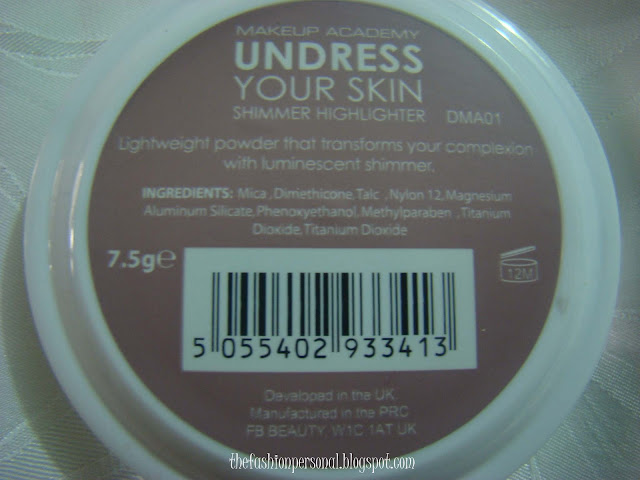 MAKEUP ACADEMY
UNDRESS
YOUR SKIN
SHIMMER HIGHLIGHTER DMA01
Lightweight powder that transforms your complexion
with luminescent shimmer.
INGREDIENTS: Mica ,Dimethicone,Talc ,Nylon 12,Magnesium
Aluminum Silicate,Phenoxyethanol,Methylparaben ,Titanium
Dioxide,Titanium Dioxide
7.5g℮
12M
5 055402 933413
Developed in the UK
Manufactured in the PRC
FB BEAUTY W1C 1AT UK
thefashionpersonal.blogspot.com